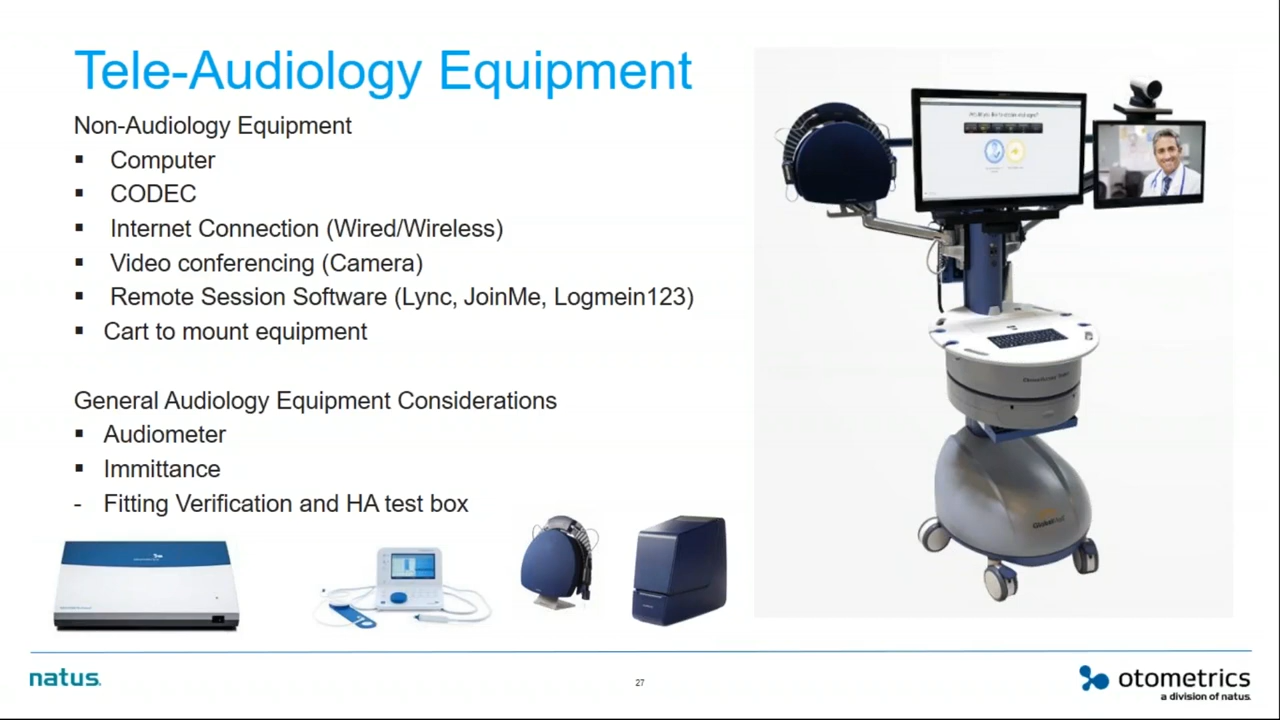 Tele-Audiology Equipment
Non-Audiology Equipment
▪ Computer
▪ CODEC
▪ Internet Connection (Wired/Wireless)
▪ Video conferencing (Camera)
▪ Remote Session Software (Lync, JoinMe, Logmein123)
▪ Cart to mount equipment
General Audiology Equipment Considerations
▪ Audiometer
▪ Immittance
- Fitting Verification and HA test box
natus.
27
otometrics
a division of natus.